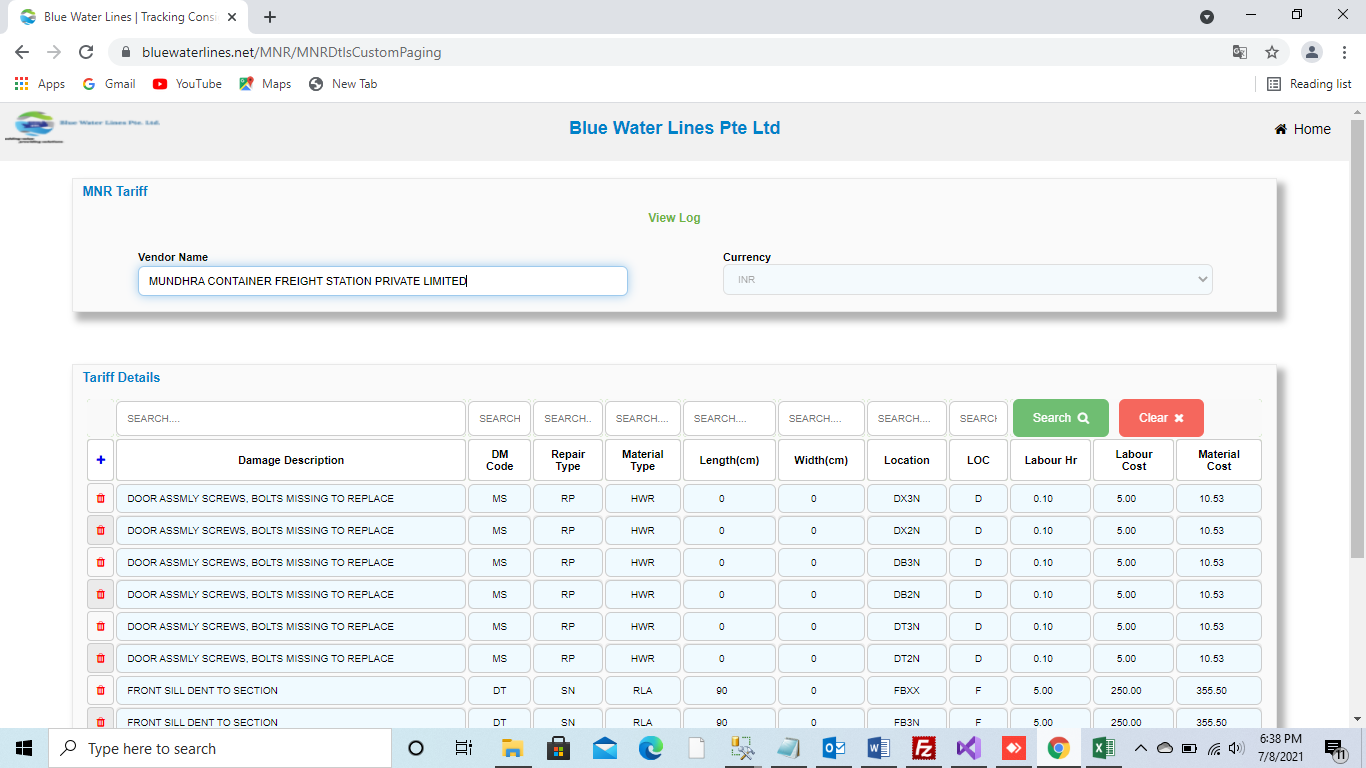 Blue Water Lines | Tracking Consi
bluewaterlines.net/MNR/MNRDtlsCustomPaging
Apps Gmail YouTube Maps New Tab Reading list
Blue Water Lines Pte. Ltd.
Blue Water Lines Pte Ltd
Home
MNR Tariff
View Log
Vendor Name Currency
MUNDHRA CONTAINER FREIGHT STATION PRIVATE LIMITED INR
Tariff Details
SEARCH.... SEARCH SEARCH.. SEARCH.... SEARCH.... SEARCH.... SEARCH.... SEARCH Search Clear
+ Damage Description DM Code Repair Type Material Type Length(cm) Width(cm) Location LOC Labour Hr Labour Cost Material Cost
DOOR ASSMLY SCREWS, BOLTS MISSING TO REPLACE MS RP HWR 0 0 DX3N D 0.10 5.00 10.53
DOOR ASSMLY SCREWS, BOLTS MISSING TO REPLACE MS RP HWR 0 0 DX2N D 0.10 5.00 10.53
DOOR ASSMLY SCREWS, BOLTS MISSING TO REPLACE MS RP HWR 0 0 DB3N D 0.10 5.00 10.53
DOOR ASSMLY SCREWS, BOLTS MISSING TO REPLACE MS RP HWR 0 0 DB2N D 0.10 5.00 10.53
DOOR ASSMLY SCREWS, BOLTS MISSING TO REPLACE MS RP HWR 0 0 DT3N D 0.10 5.00 10.53
DOOR ASSMLY SCREWS, BOLTS MISSING TO REPLACE MS RP HWR 0 0 DT2N D 0.10 5.00 10.53
FRONT SILL DENT TO SECTION DT SN RLA 90 0 FBXX F 5.00 250.00 355.50
FRONT SILL DENT TO SECTION DT SN RLA 90 0 FB3N F 5.00 250.00 355.50
Type here to search
6:38 PM
7/8/2021
11